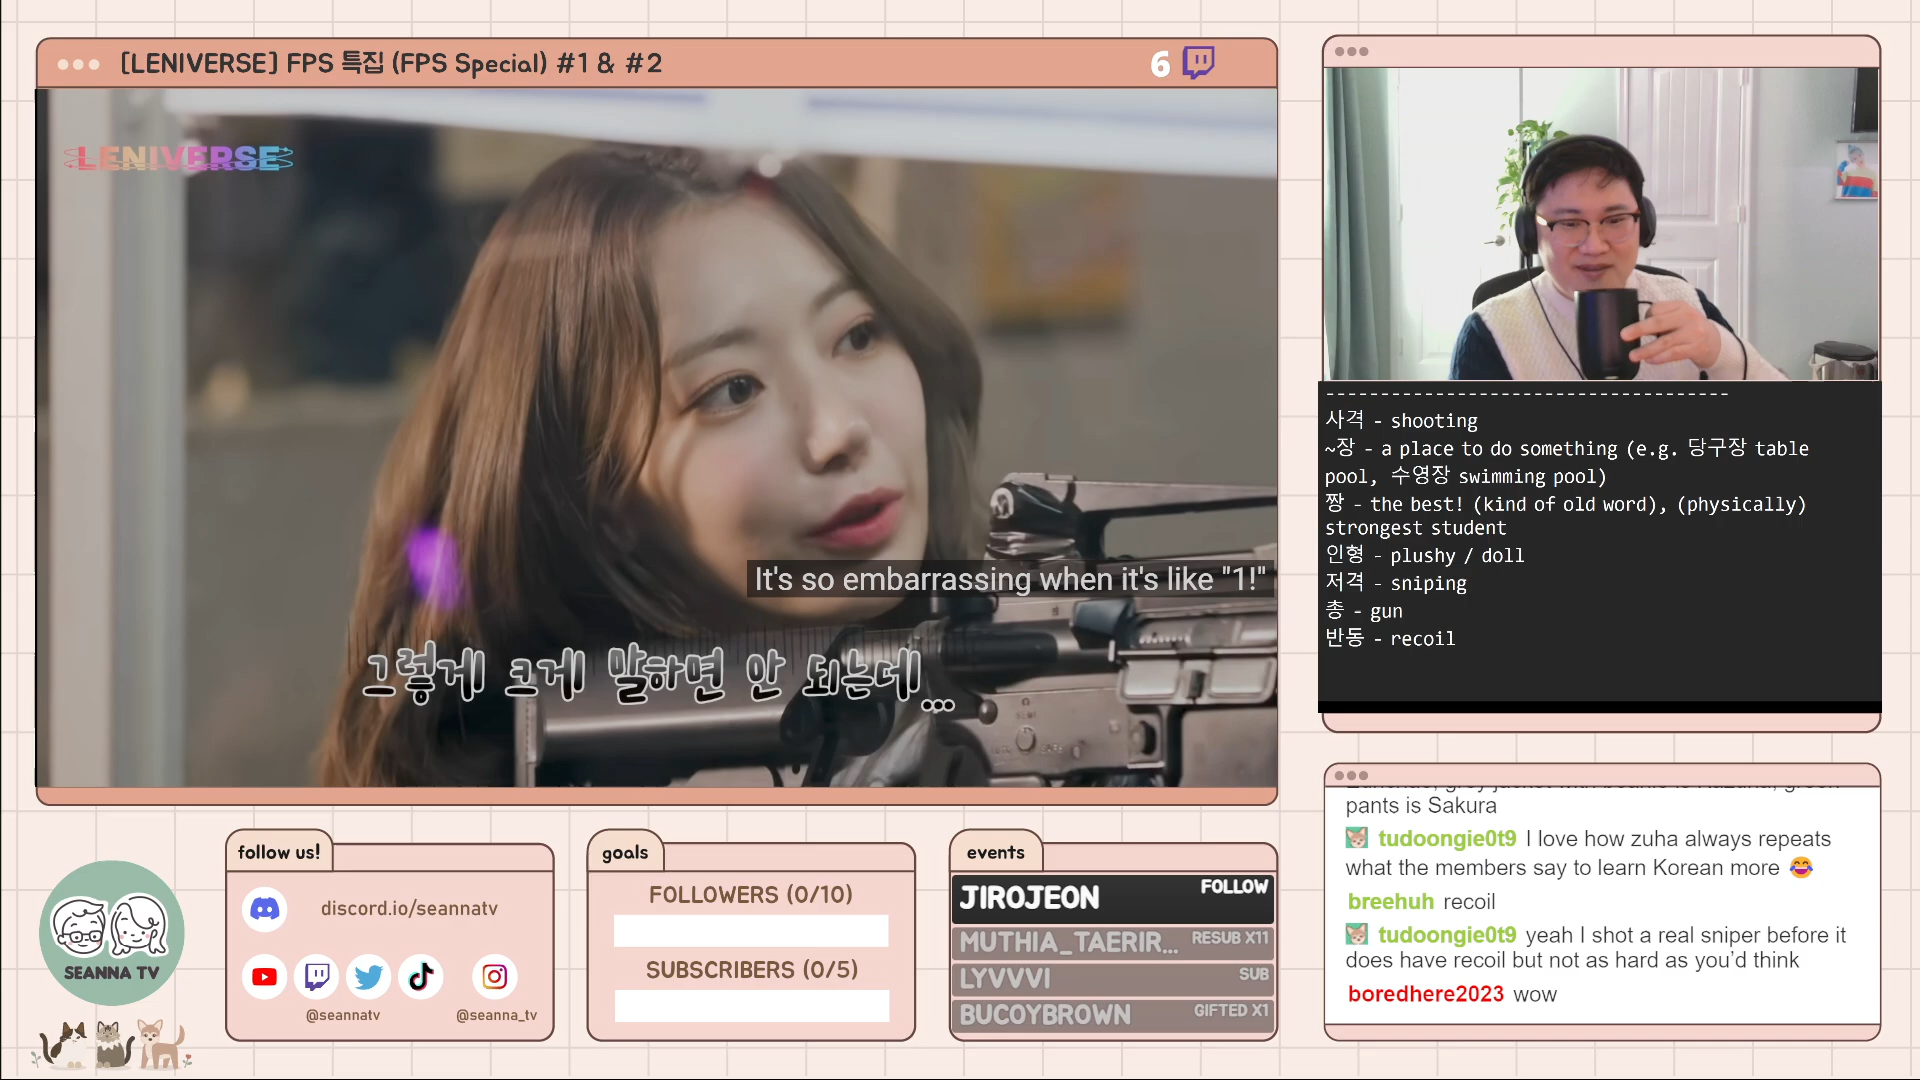 [LENIVERSE] FPS 특집 (FPS Special) #1 & #2
6
LENIVERSE
It's so embarrassing when it's like "1!"
그렇게 크게 말하면 안 되는데...
-----------------------------------
사격 - shooting
~장 - a place to do something (e.g. 당구장 table
pool, 수영장 swimming pool)
짱 - the best! (kind of old word), (physically)
strongest student
인형 - plushy / doll
저격 - sniping
총 - gun
반동 - recoil
pants is Sakura
tudoongie0t9 I love how zuha always repeats
what the members say to learn Korean more 😂
breehuh recoil
tudoongie0t9 yeah I shot a real sniper before it
does have recoil but not as hard as you'd think
boredhere2023 wow
SEANNA TV
follow us!
discord.io/seannatv
@seannatv
@seanna_tv
goals
FOLLOWERS (0/10)
SUBSCRIBERS (0/5)
events
JIROJEON FOLLOW
MUTHIA_TAERIR... RESUB X11
LYVVVI SUB
BUCOYBROWN GIFTED X1